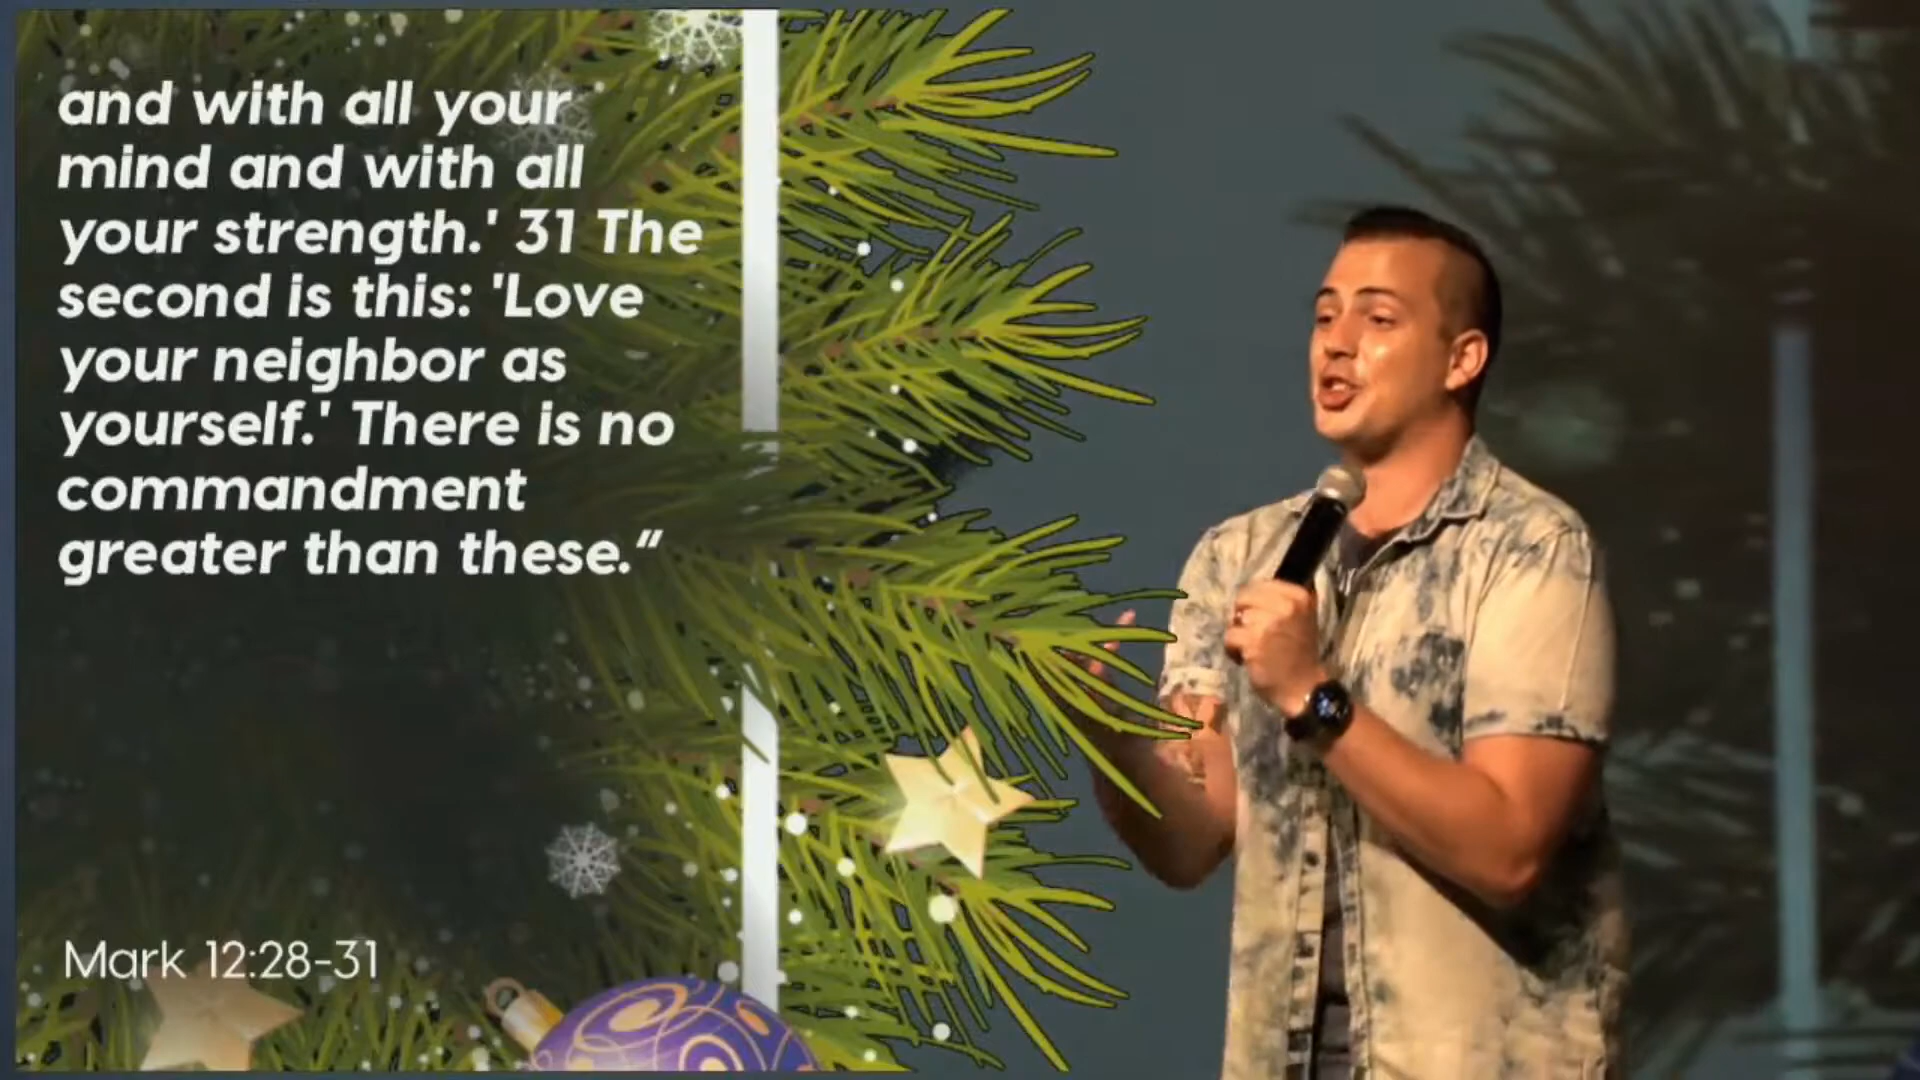 and with all your
mind and with all
your strength.' 31 The
second is this: 'Love
your neighbor as
yourself.' There is no
commandment
greater than these.“
Mark 12:28-31